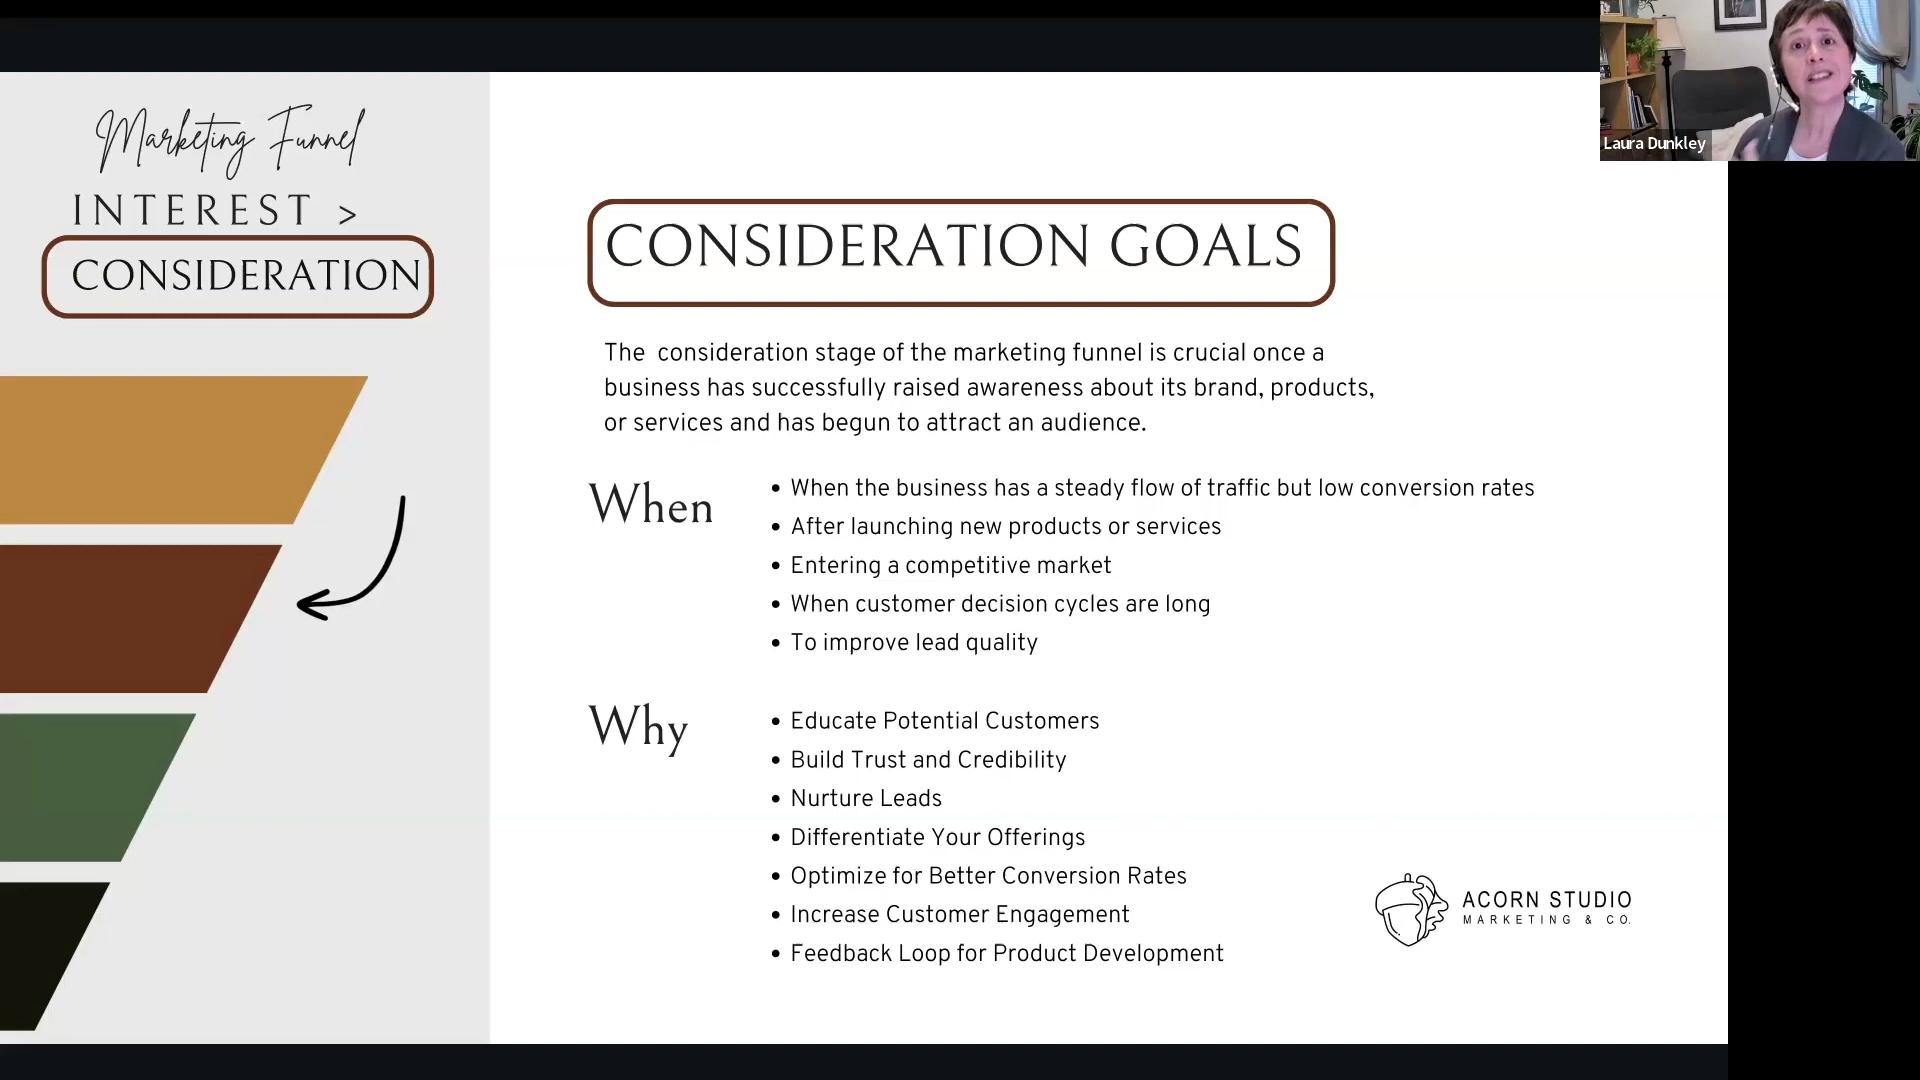 Marketing Funnel
INTEREST >
CONSIDERATION
CONSIDERATION GOALS
The consideration stage of the marketing funnel is crucial once a
business has successfully raised awareness about its brand, products,
or services and has begun to attract an audience.
When
• When the business has a steady flow of traffic but low conversion rates
• After launching new products or services
• Entering a competitive market
• When customer decision cycles are long
• To improve lead quality
Why
• Educate Potential Customers
• Build Trust and Credibility
• Nurture Leads
• Differentiate Your Offerings
• Optimize for Better Conversion Rates
• Increase Customer Engagement
• Feedback Loop for Product Development
ACORN STUDIO
MARKETING & CO.
Laura Dunkley